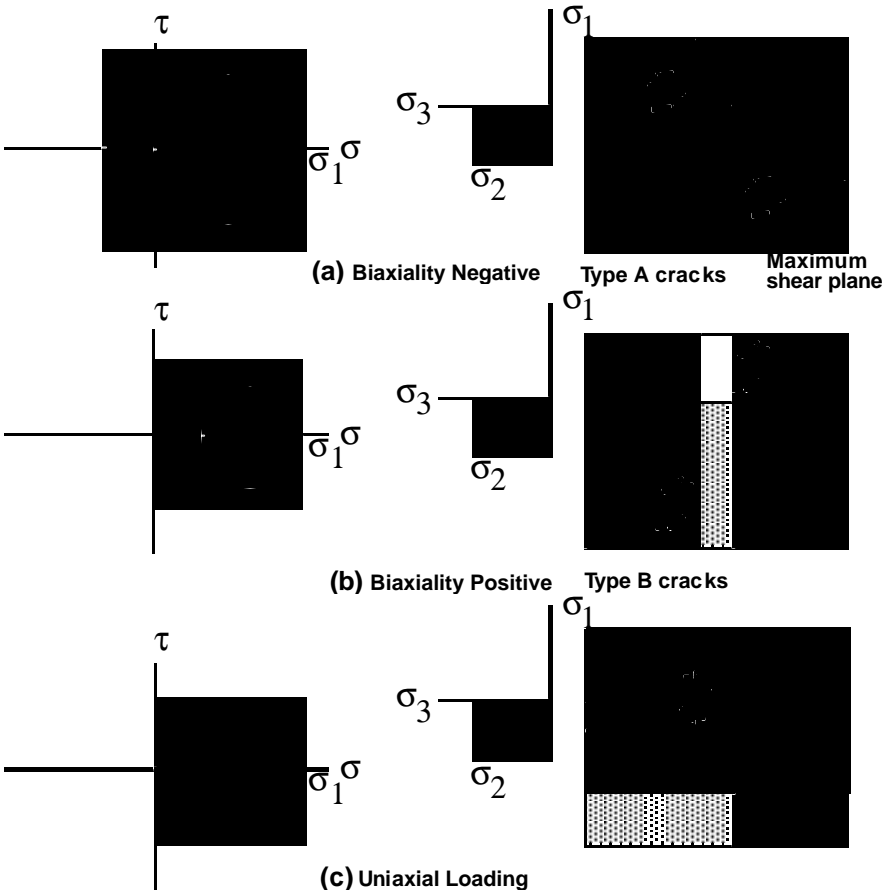 τ
σ1
σ3
σ1 σ
σ2
(a) Biaxiality Negative
Type A cracks
Maximum
shear plane
τ
σ1
σ3
σ1 σ
σ2
(b) Biaxiality Positive
Type B cracks
τ
σ1
σ3
σ1 σ
σ2
(c) Uniaxial Loading